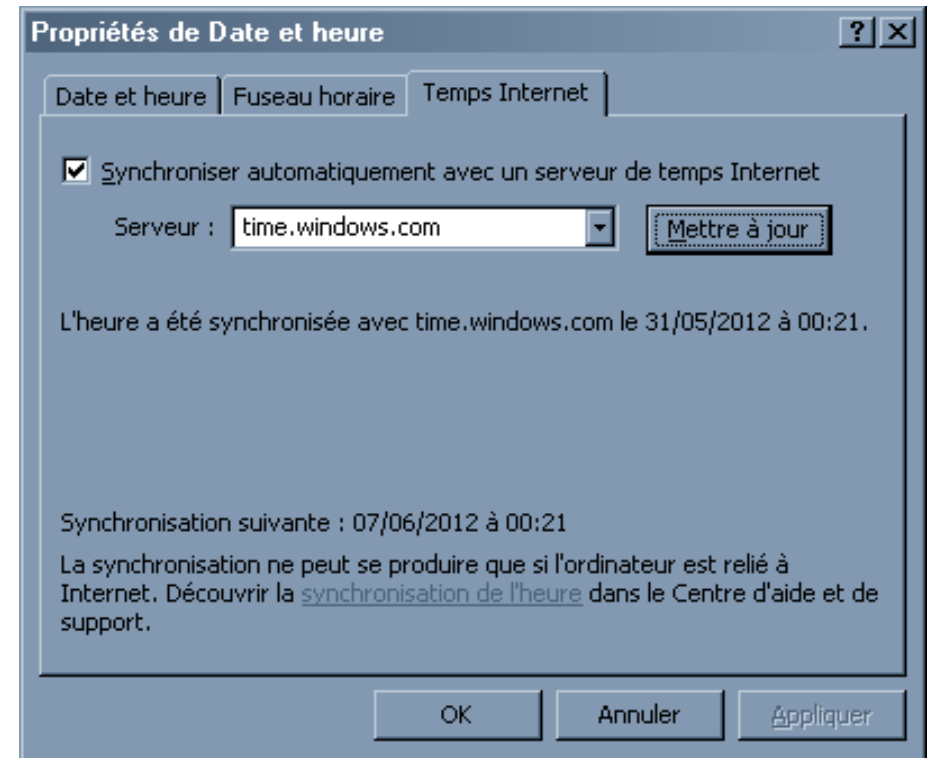 Propriétés de Date et heure
Date et heure
Fuseau horaire
Temps Internet
Synchroniser automatiquement avec un serveur de temps Internet
Serveur : time.windows.com Mettre à jour
L'heure a été synchronisée avec time.windows.com le 31/05/2012 à 00:21.
Synchronisation suivante : 07/06/2012 à 00:21
La synchronisation ne peut se produire que si l'ordinateur est relié à
Internet. Découvrir la synchronisation de l'heure dans le Centre d'aide et de
support.
OK Annuler Appliquer